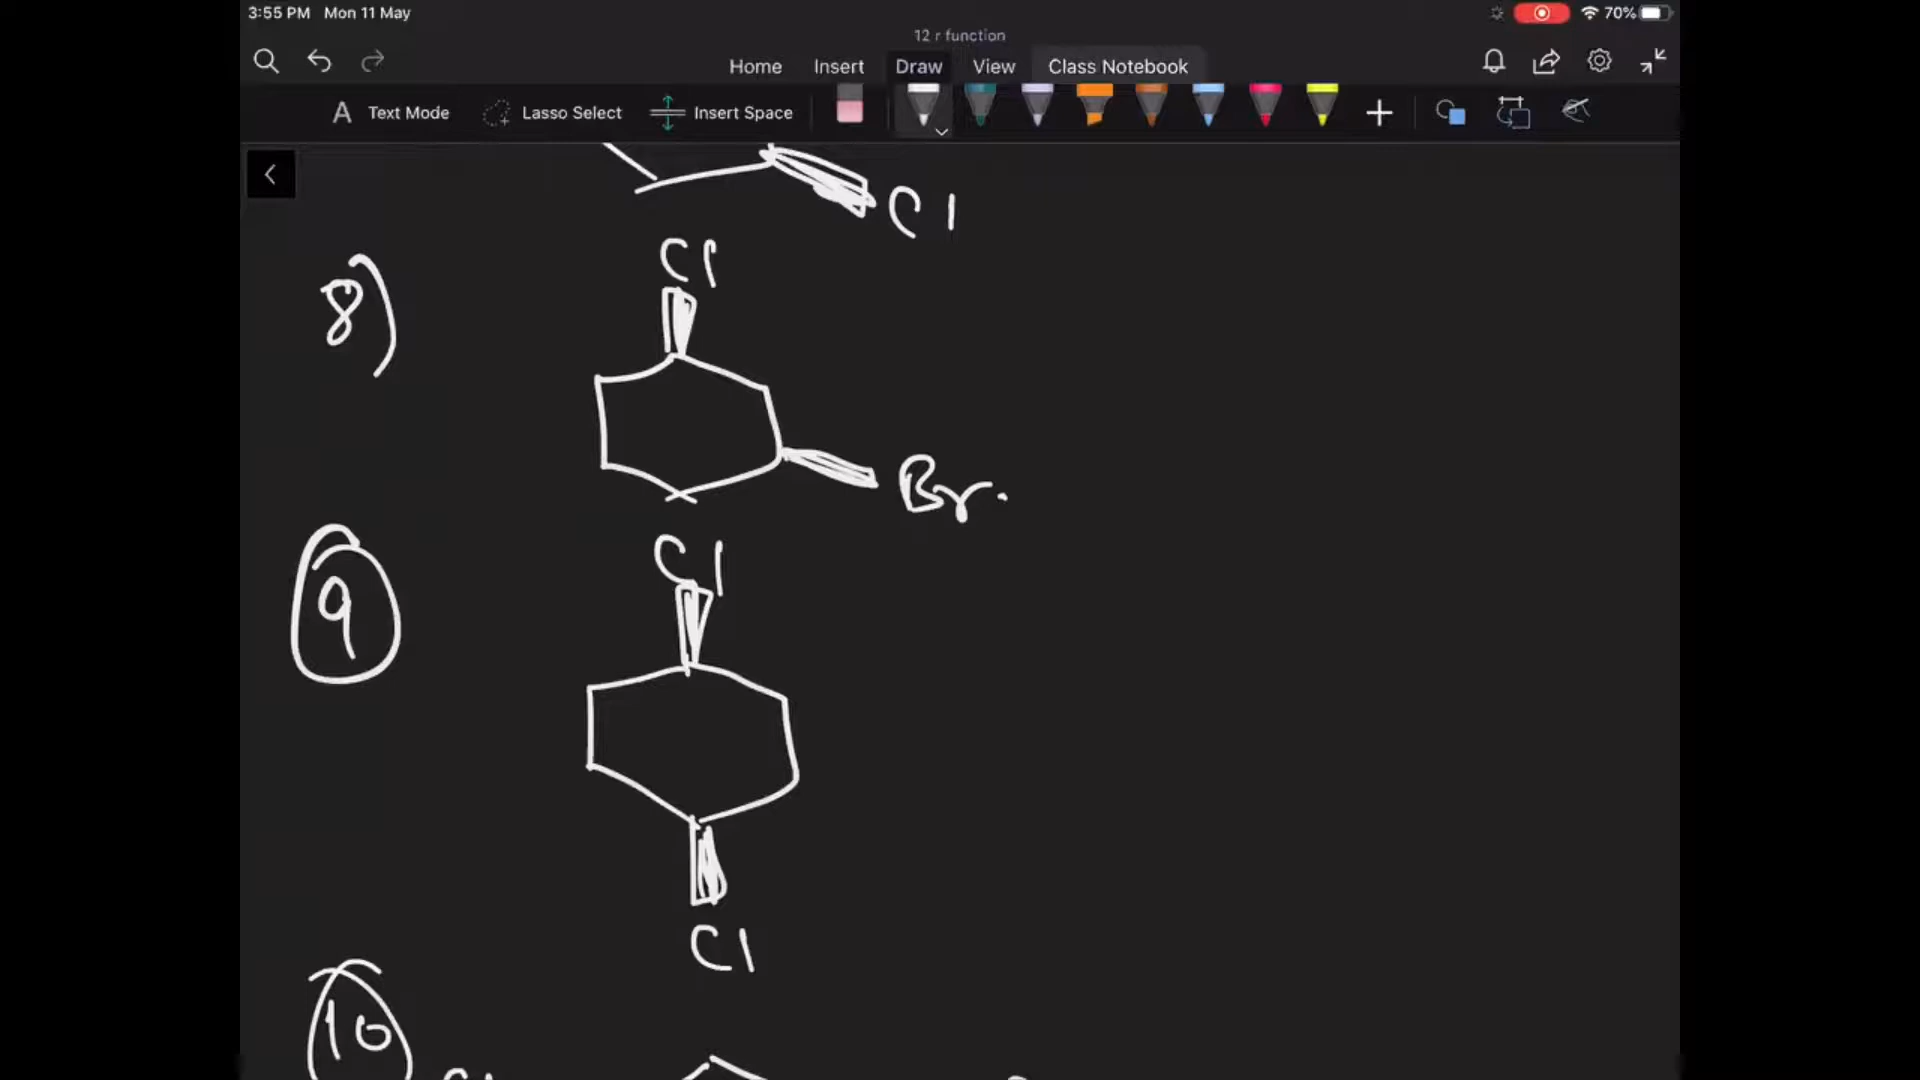 3:55 PM Mon 11 May
70%
12 r function
Home Insert Draw View Class Notebook
A Text Mode Lasso Select Insert Space
Cl
8)
Cl
Br.
9
Cl
Cl
10